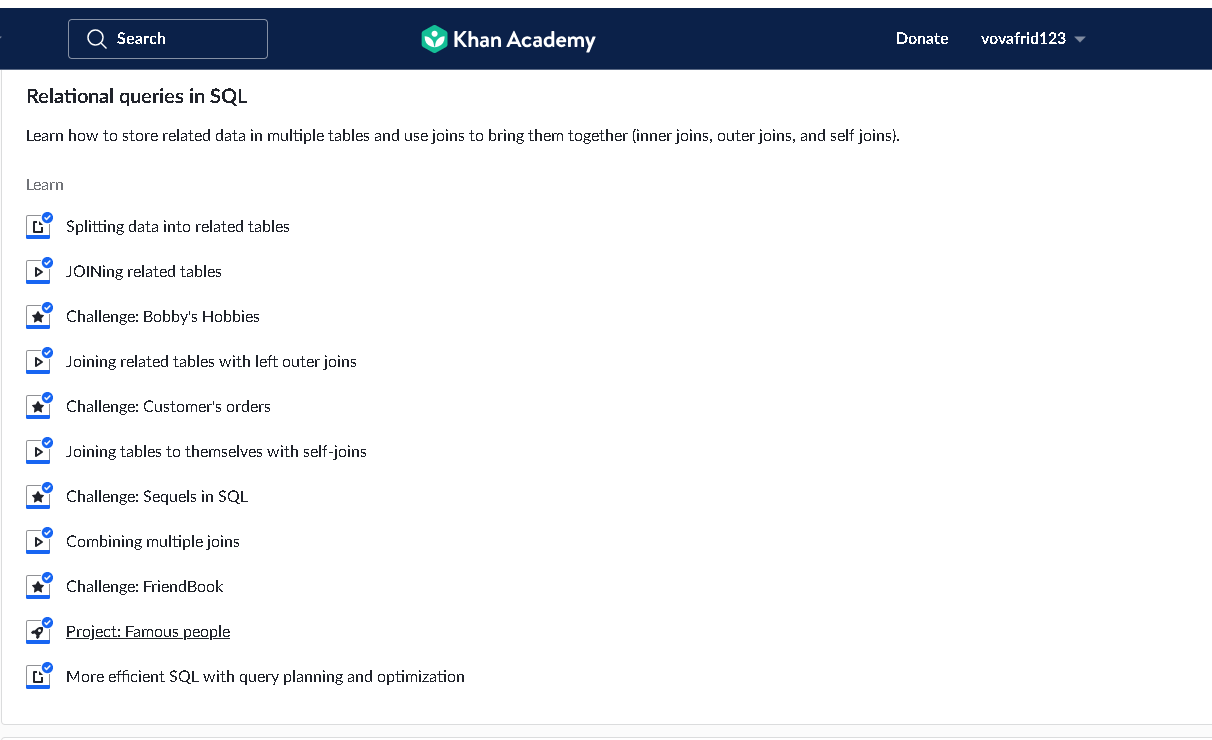 Search
Khan Academy
Donate
vovafrid123
Relational queries in SQL
Learn how to store related data in multiple tables and use joins to bring them together (inner joins, outer joins, and self joins).
Learn
Splitting data into related tables
JOINing related tables
Challenge: Bobby's Hobbies
Joining related tables with left outer joins
Challenge: Customer's orders
Joining tables to themselves with self-joins
Challenge: Sequels in SQL
Combining multiple joins
Challenge: FriendBook
Project: Famous people
More efficient SQL with query planning and optimization